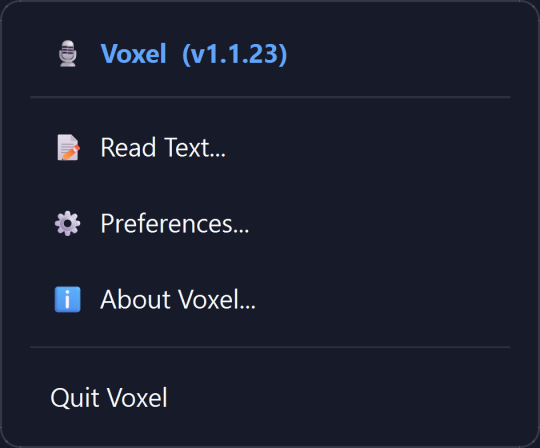 Voxel (v1.1.23)
Read Text...
Preferences...
About Voxel...
Quit Voxel